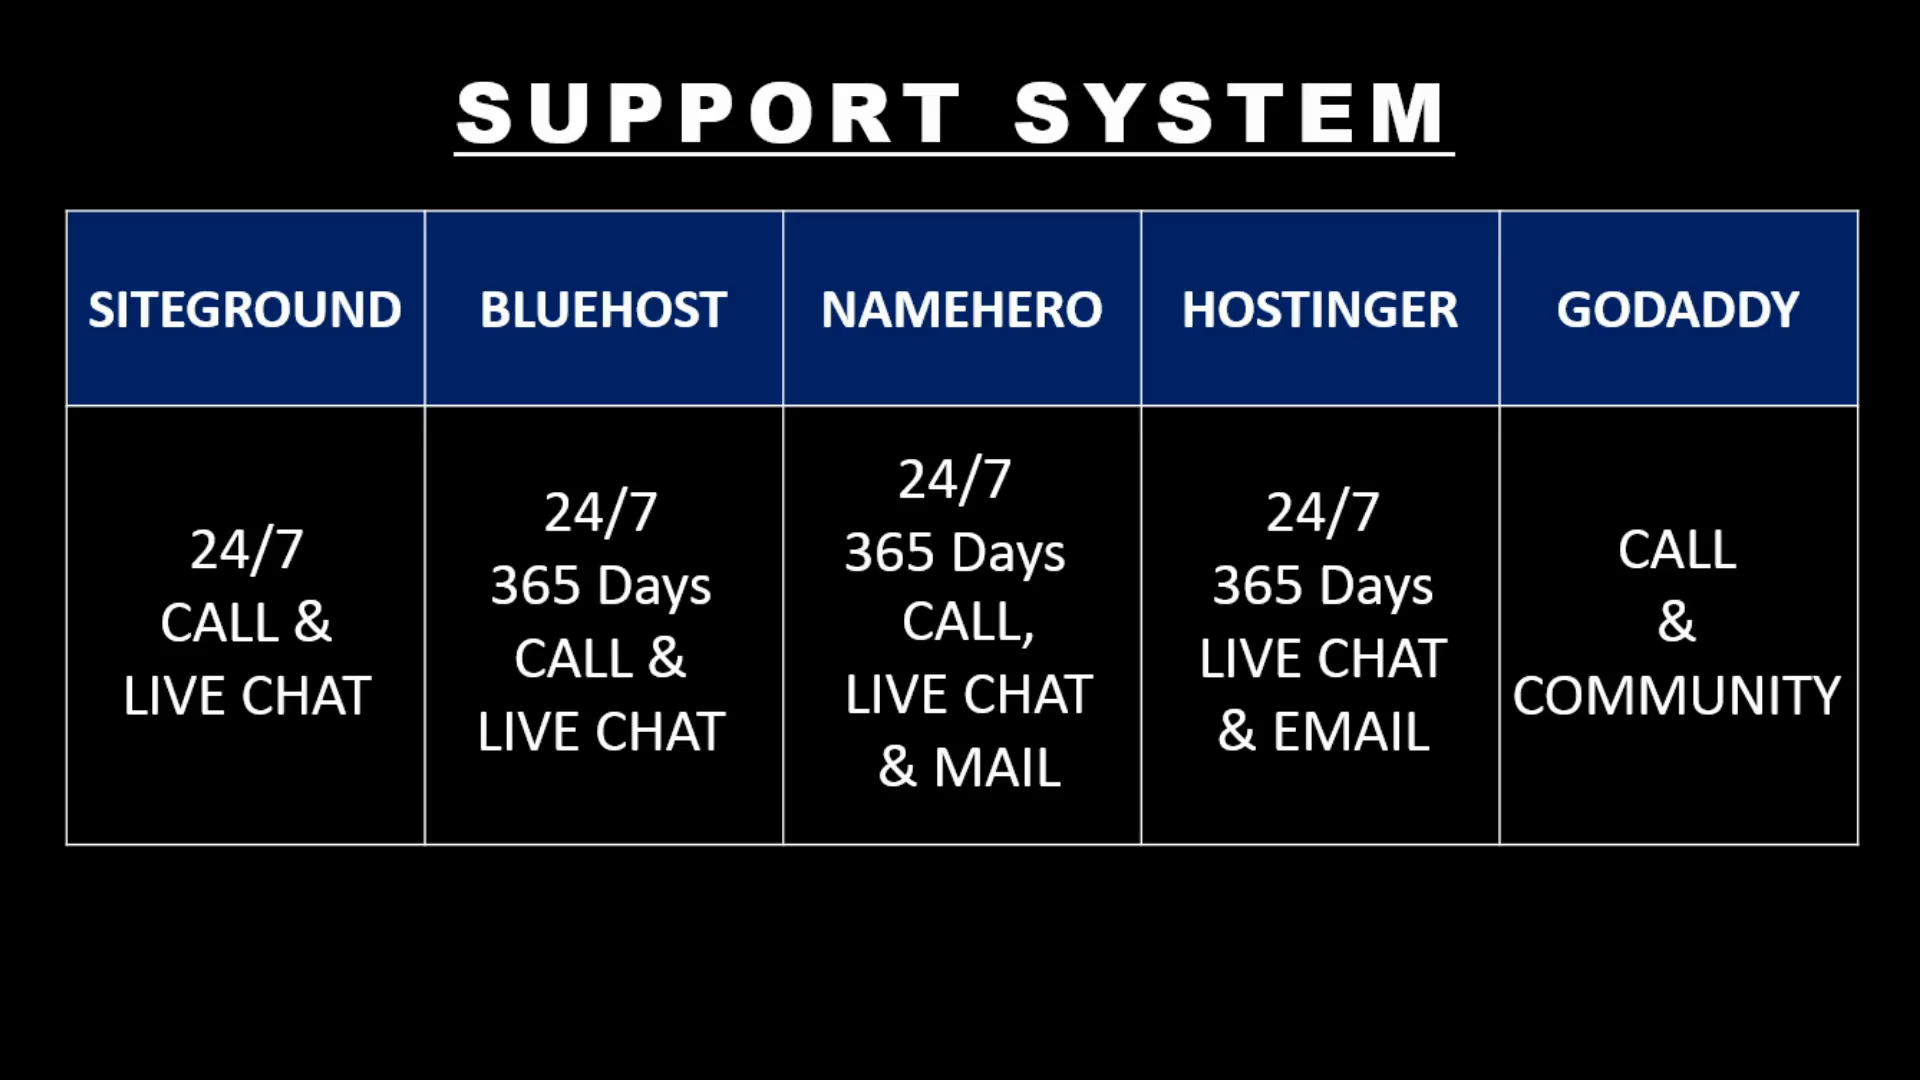 SUPPORT SYSTEM
SITEGROUND
BLUEHOST
NAMEHERO
HOSTINGER
GODADDY
24/7
CALL &
LIVE CHAT
24/7
365 Days
CALL &
LIVE CHAT
24/7
365 Days
CALL,
LIVE CHAT
& MAIL
24/7
365 Days
LIVE CHAT
& EMAIL
CALL
&
COMMUNITY